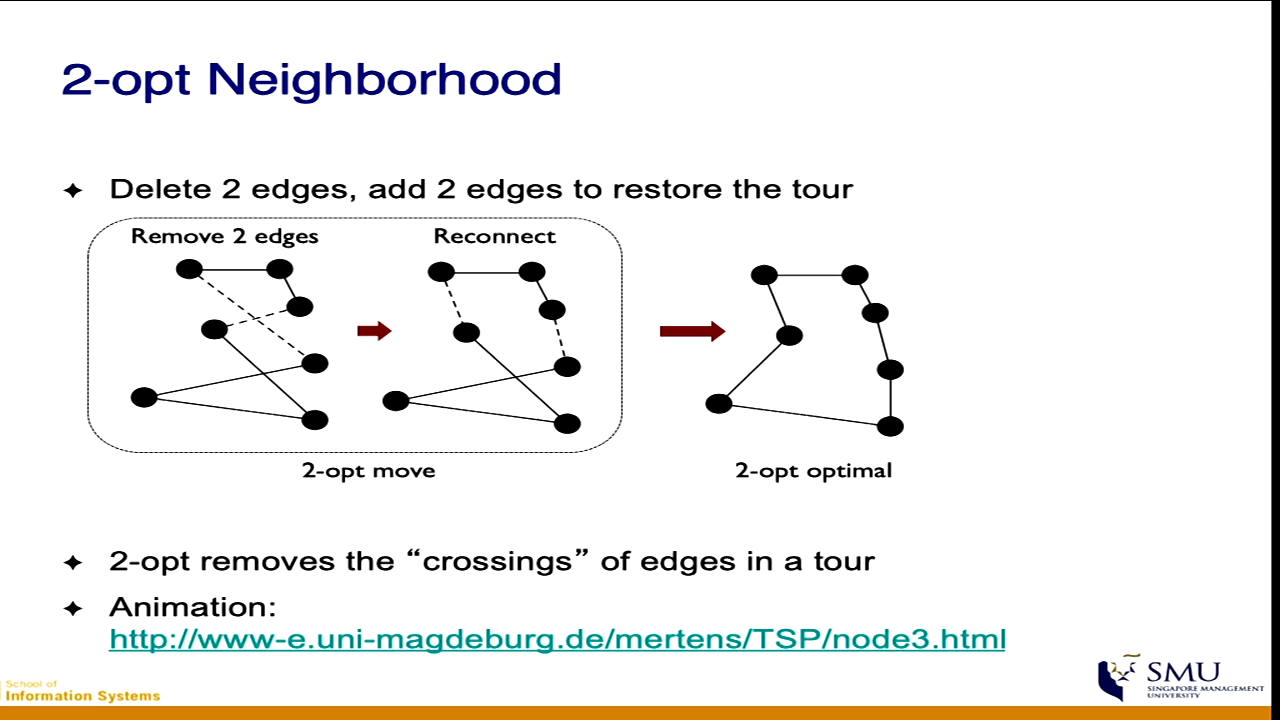 2-opt Neighborhood
Delete 2 edges, add 2 edges to restore the tour
Remove 2 edges
Reconnect
2-opt move
2-opt optimal
2-opt removes the “crossings” of edges in a tour
Animation:
http://www-e.uni-magdeburg.de/mertens/TSP/node3.html
School of
Information Systems
SMU
SINGAPORE MANAGEMENT
UNIVERSITY